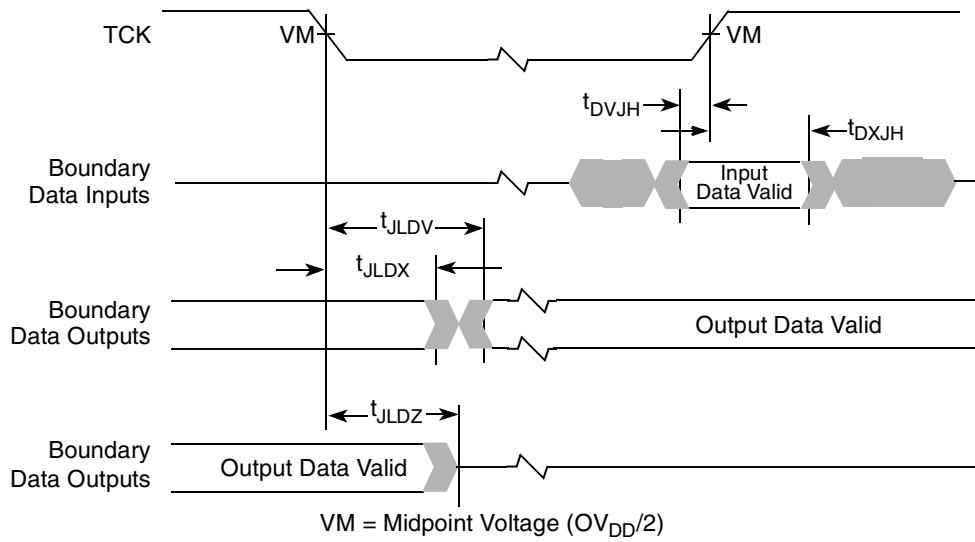 TCK
VM
VM
tDVJH
tDXJH
Boundary
Data Inputs
Input
Data Valid
tJLDV
tJLDX
Boundary
Data Outputs
Output Data Valid
tJLDZ
Boundary
Data Outputs
Output Data Valid
VM = Midpoint Voltage (OVDD/2)